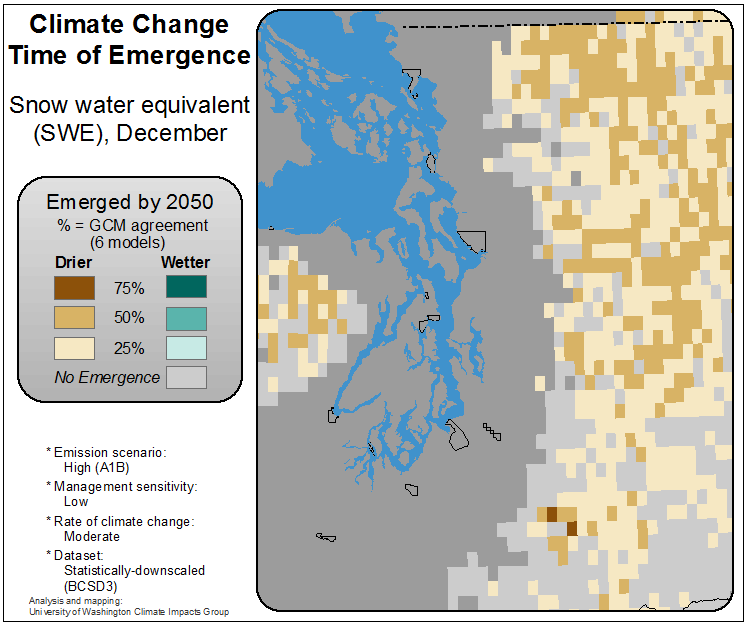 Climate Change
Time of Emergence
Snow water equivalent
(SWE), December
Emerged by 2050
% = GCM agreement
(6 models)
Drier Wetter
75%
50%
25%
No Emergence
* Emission scenario:
High (A1B)
* Management sensitivity:
Low
* Rate of climate change:
Moderate
* Dataset:
Statistically-downscaled
(BCSD3)
Analysis and mapping:
University of Washington Climate Impacts Group